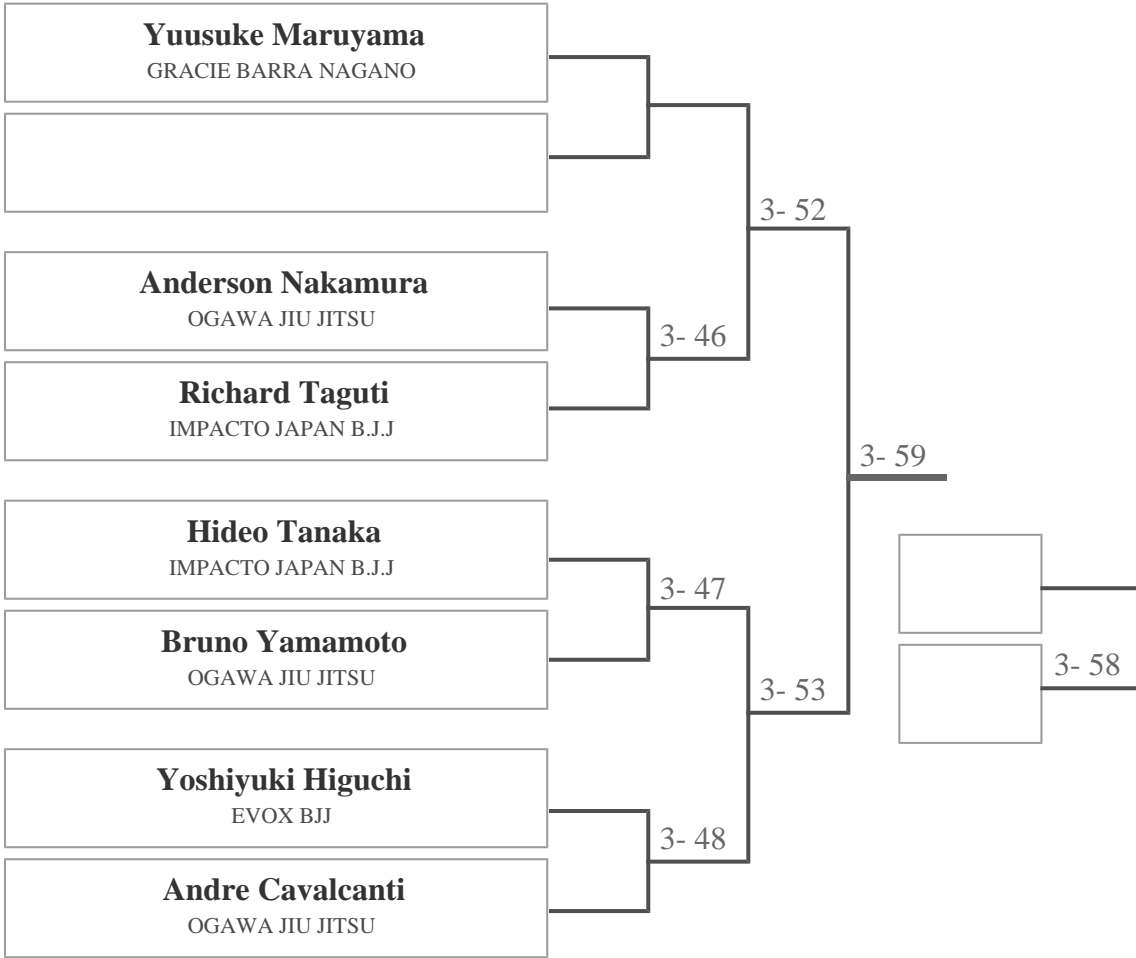 Yuusuke Maruyama
GRACIE BARRA NAGANO
3- 52
Anderson Nakamura
OGAWA JIU JITSU
3- 46
Richard Taguti
IMPACTO JAPAN B.J.J
3- 59
Hideo Tanaka
IMPACTO JAPAN B.J.J
3- 47
Bruno Yamamoto
OGAWA JIU JITSU
3- 53
3- 58
Yoshiyuki Higuchi
EVOX BJJ
3- 48
Andre Cavalcanti
OGAWA JIU JITSU